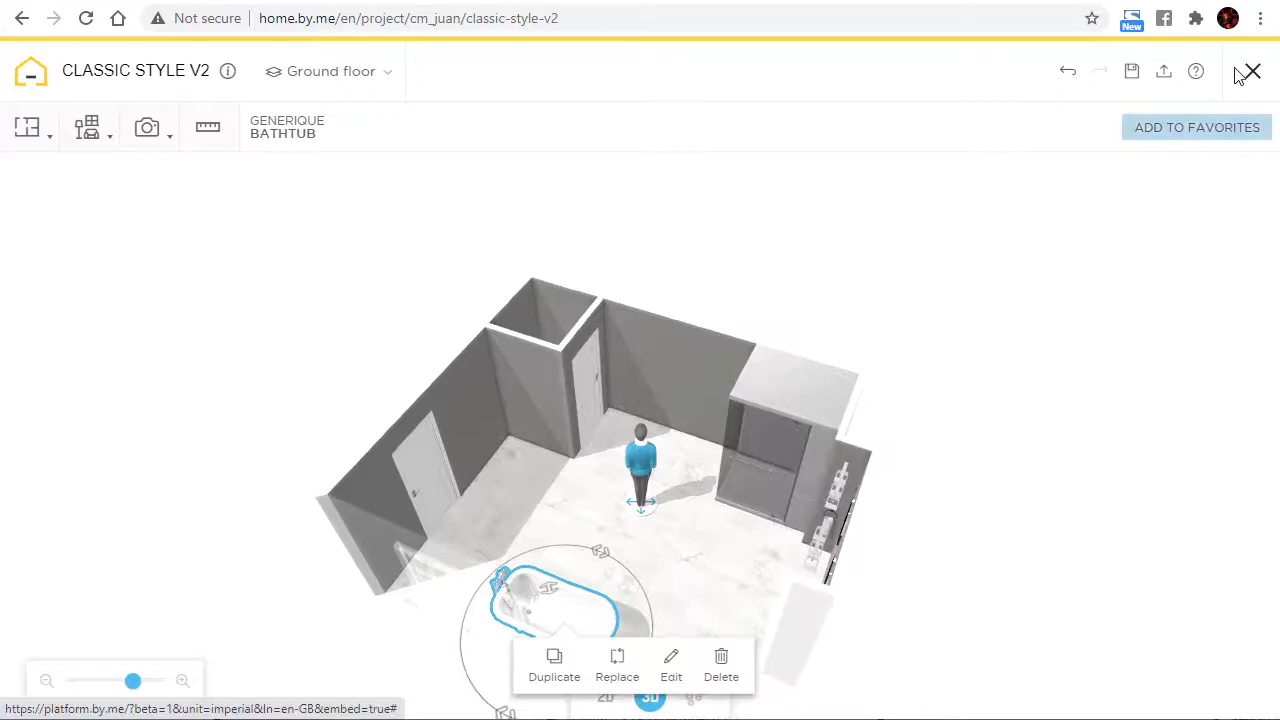 Not secure
home.by.me/en/project/cm_juan/classic-style-v2
New
CLASSIC STYLE V2
Ground floor
GENERIQUE
BATHTUB
ADD TO FAVORITES
Duplicate
Replace
Edit
Delete
2D
3D
https://platform.by.me/?beta=1&unit=imperial&ln=en-GB&embed=true#